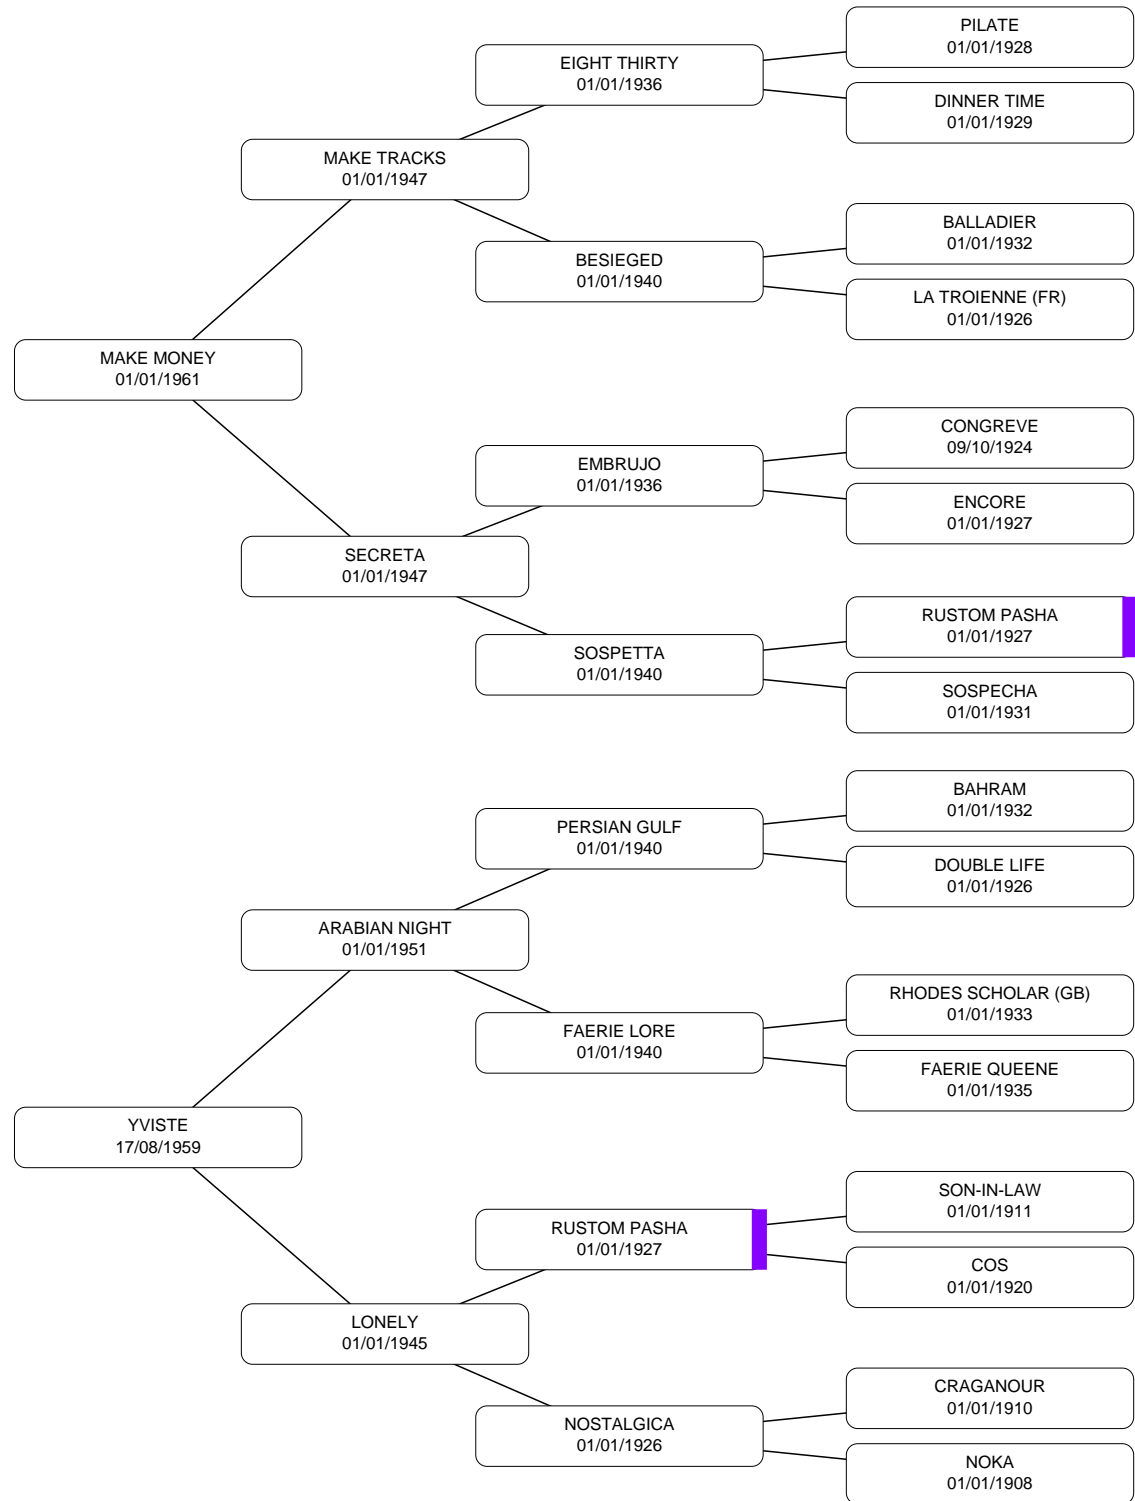 PILATE
01/01/1928
EIGHT THIRTY
01/01/1936
DINNER TIME
01/01/1929
MAKE TRACKS
01/01/1947
BALLADIER
01/01/1932
BESIEGED
01/01/1940
LA TROIENNE (FR)
01/01/1926
MAKE MONEY
01/01/1961
CONGREVE
09/10/1924
EMBRUJO
01/01/1936
ENCORE
01/01/1927
SECRETA
01/01/1947
RUSTOM PASHA
01/01/1927
SOSPETTA
01/01/1940
SOSPECHA
01/01/1931
BAHRAM
01/01/1932
PERSIAN GULF
01/01/1940
DOUBLE LIFE
01/01/1926
ARABIAN NIGHT
01/01/1951
RHODES SCHOLAR (GB)
01/01/1933
FAERIE LORE
01/01/1940
FAERIE QUEENE
01/01/1935
YVISTE
17/08/1959
SON-IN-LAW
01/01/1911
RUSTOM PASHA
01/01/1927
COS
01/01/1920
LONELY
01/01/1945
CRAGANOUR
01/01/1910
NOSTALGICA
01/01/1926
NOKA
01/01/1908